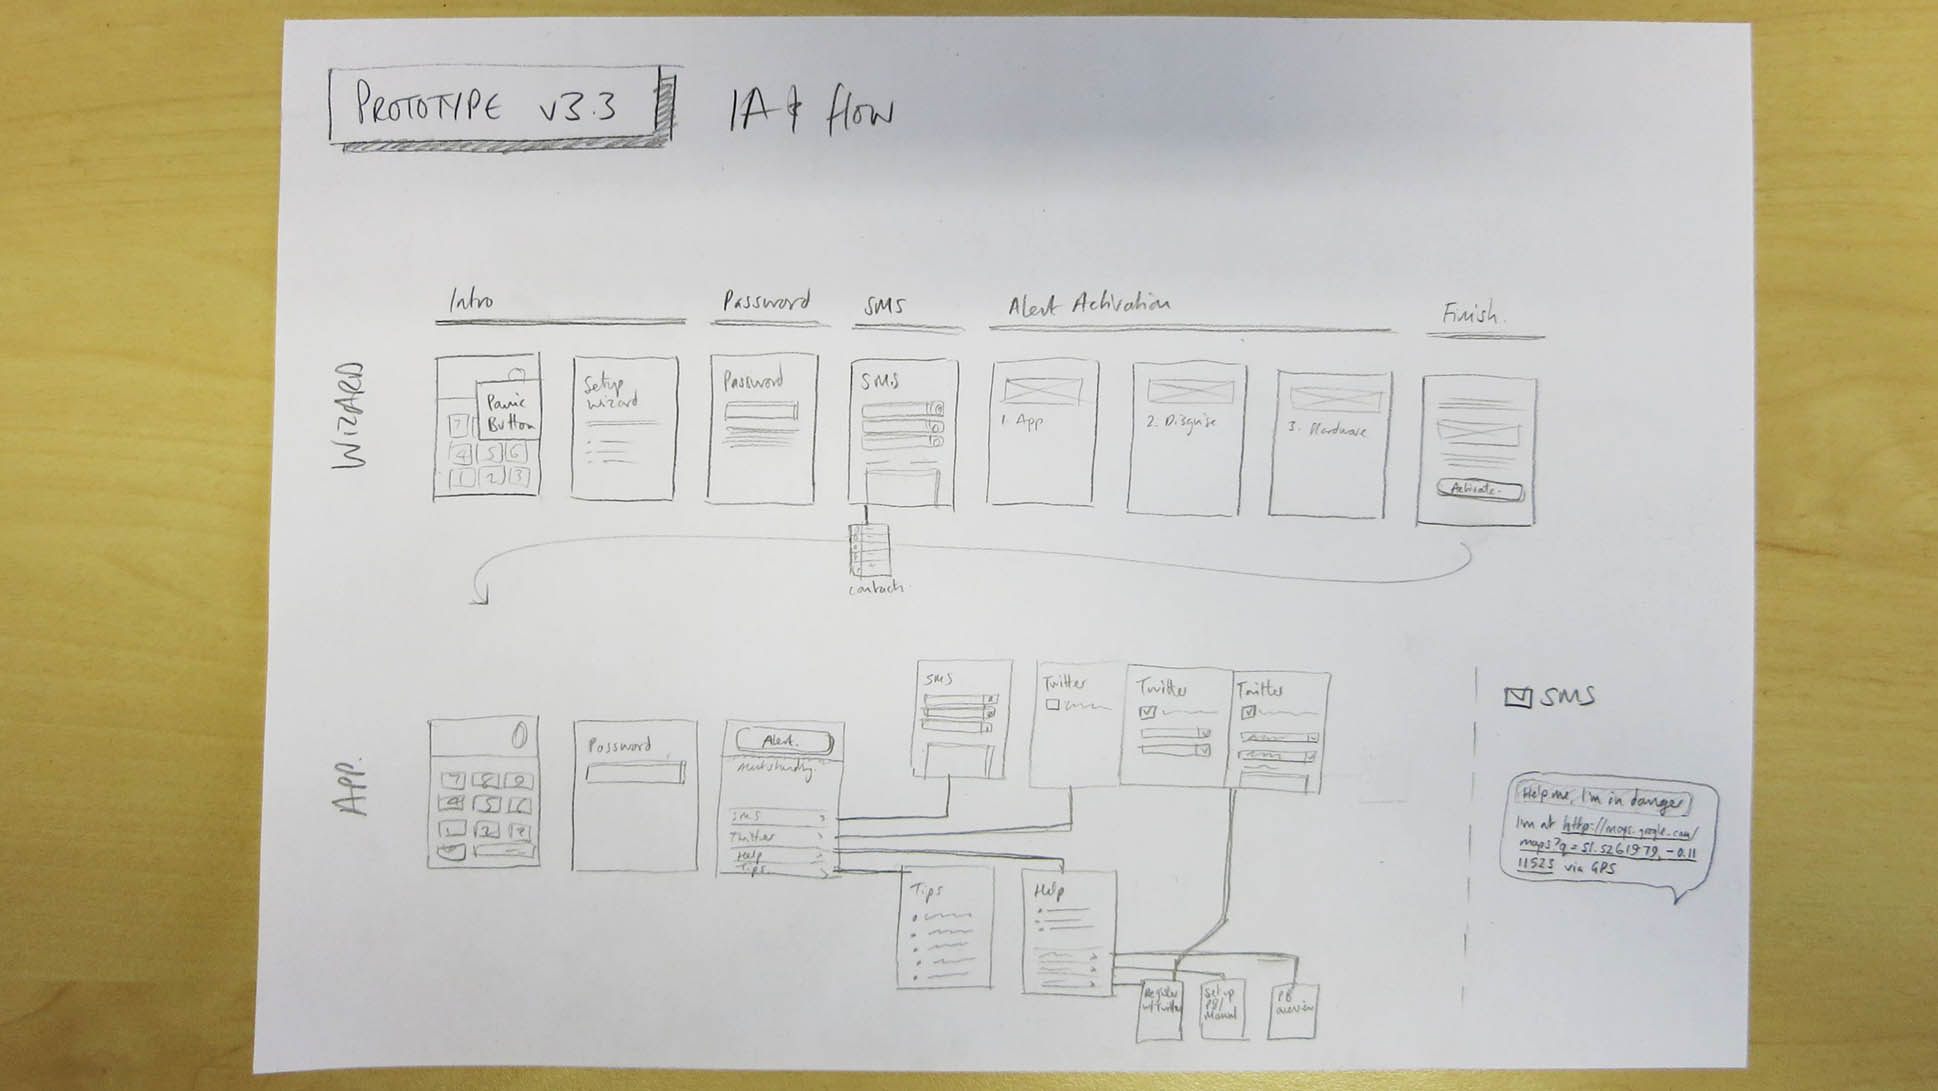 PROTOTYPE v3.3
IA & flow
Intro
Password
SMS
Alert Activation
Finish.
WIZARD
Panic
Button
7
4 5 6
1 2 3
Setup
Wizard
Password
SMS
1. App
2. Disguise
3. Hardware
Activate.
contacts
APP.
7 8 9
4 5 6
1 2 3
Password
Alert.
SMS
Twitter
Help
Tips
SMS
Twitter
Twitter
Twitter
Tips
Help
Register
w/Twitter
Setup
PB/
Manual
PB
overview
SMS
Help me, I'm in danger
I'm at http://maps.google.com/
maps?q=51.5261979,-0.11
11523 via GPS